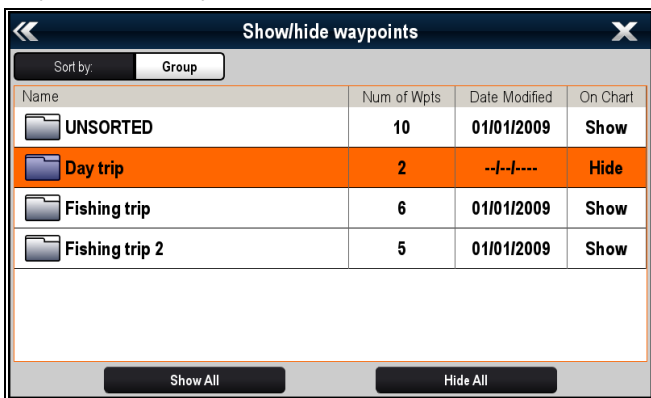 Show/hide waypoints
Sort by: Group
Name Num of Wpts Date Modified On Chart
UNSORTED 10 01/01/2009 Show
Day trip 2 --/--/---- Hide
Fishing trip 6 01/01/2009 Show
Fishing trip 2 5 01/01/2009 Show
Show All Hide All